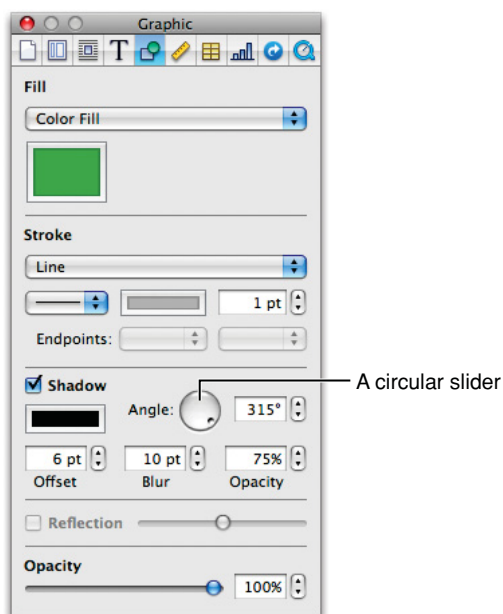 Graphic
T
Fill
Color Fill
Stroke
Line
1 pt
Endpoints:
Shadow
Angle: 315°
A circular slider
6 pt 10 pt 75%
Offset Blur Opacity
Reflection
Opacity
100%